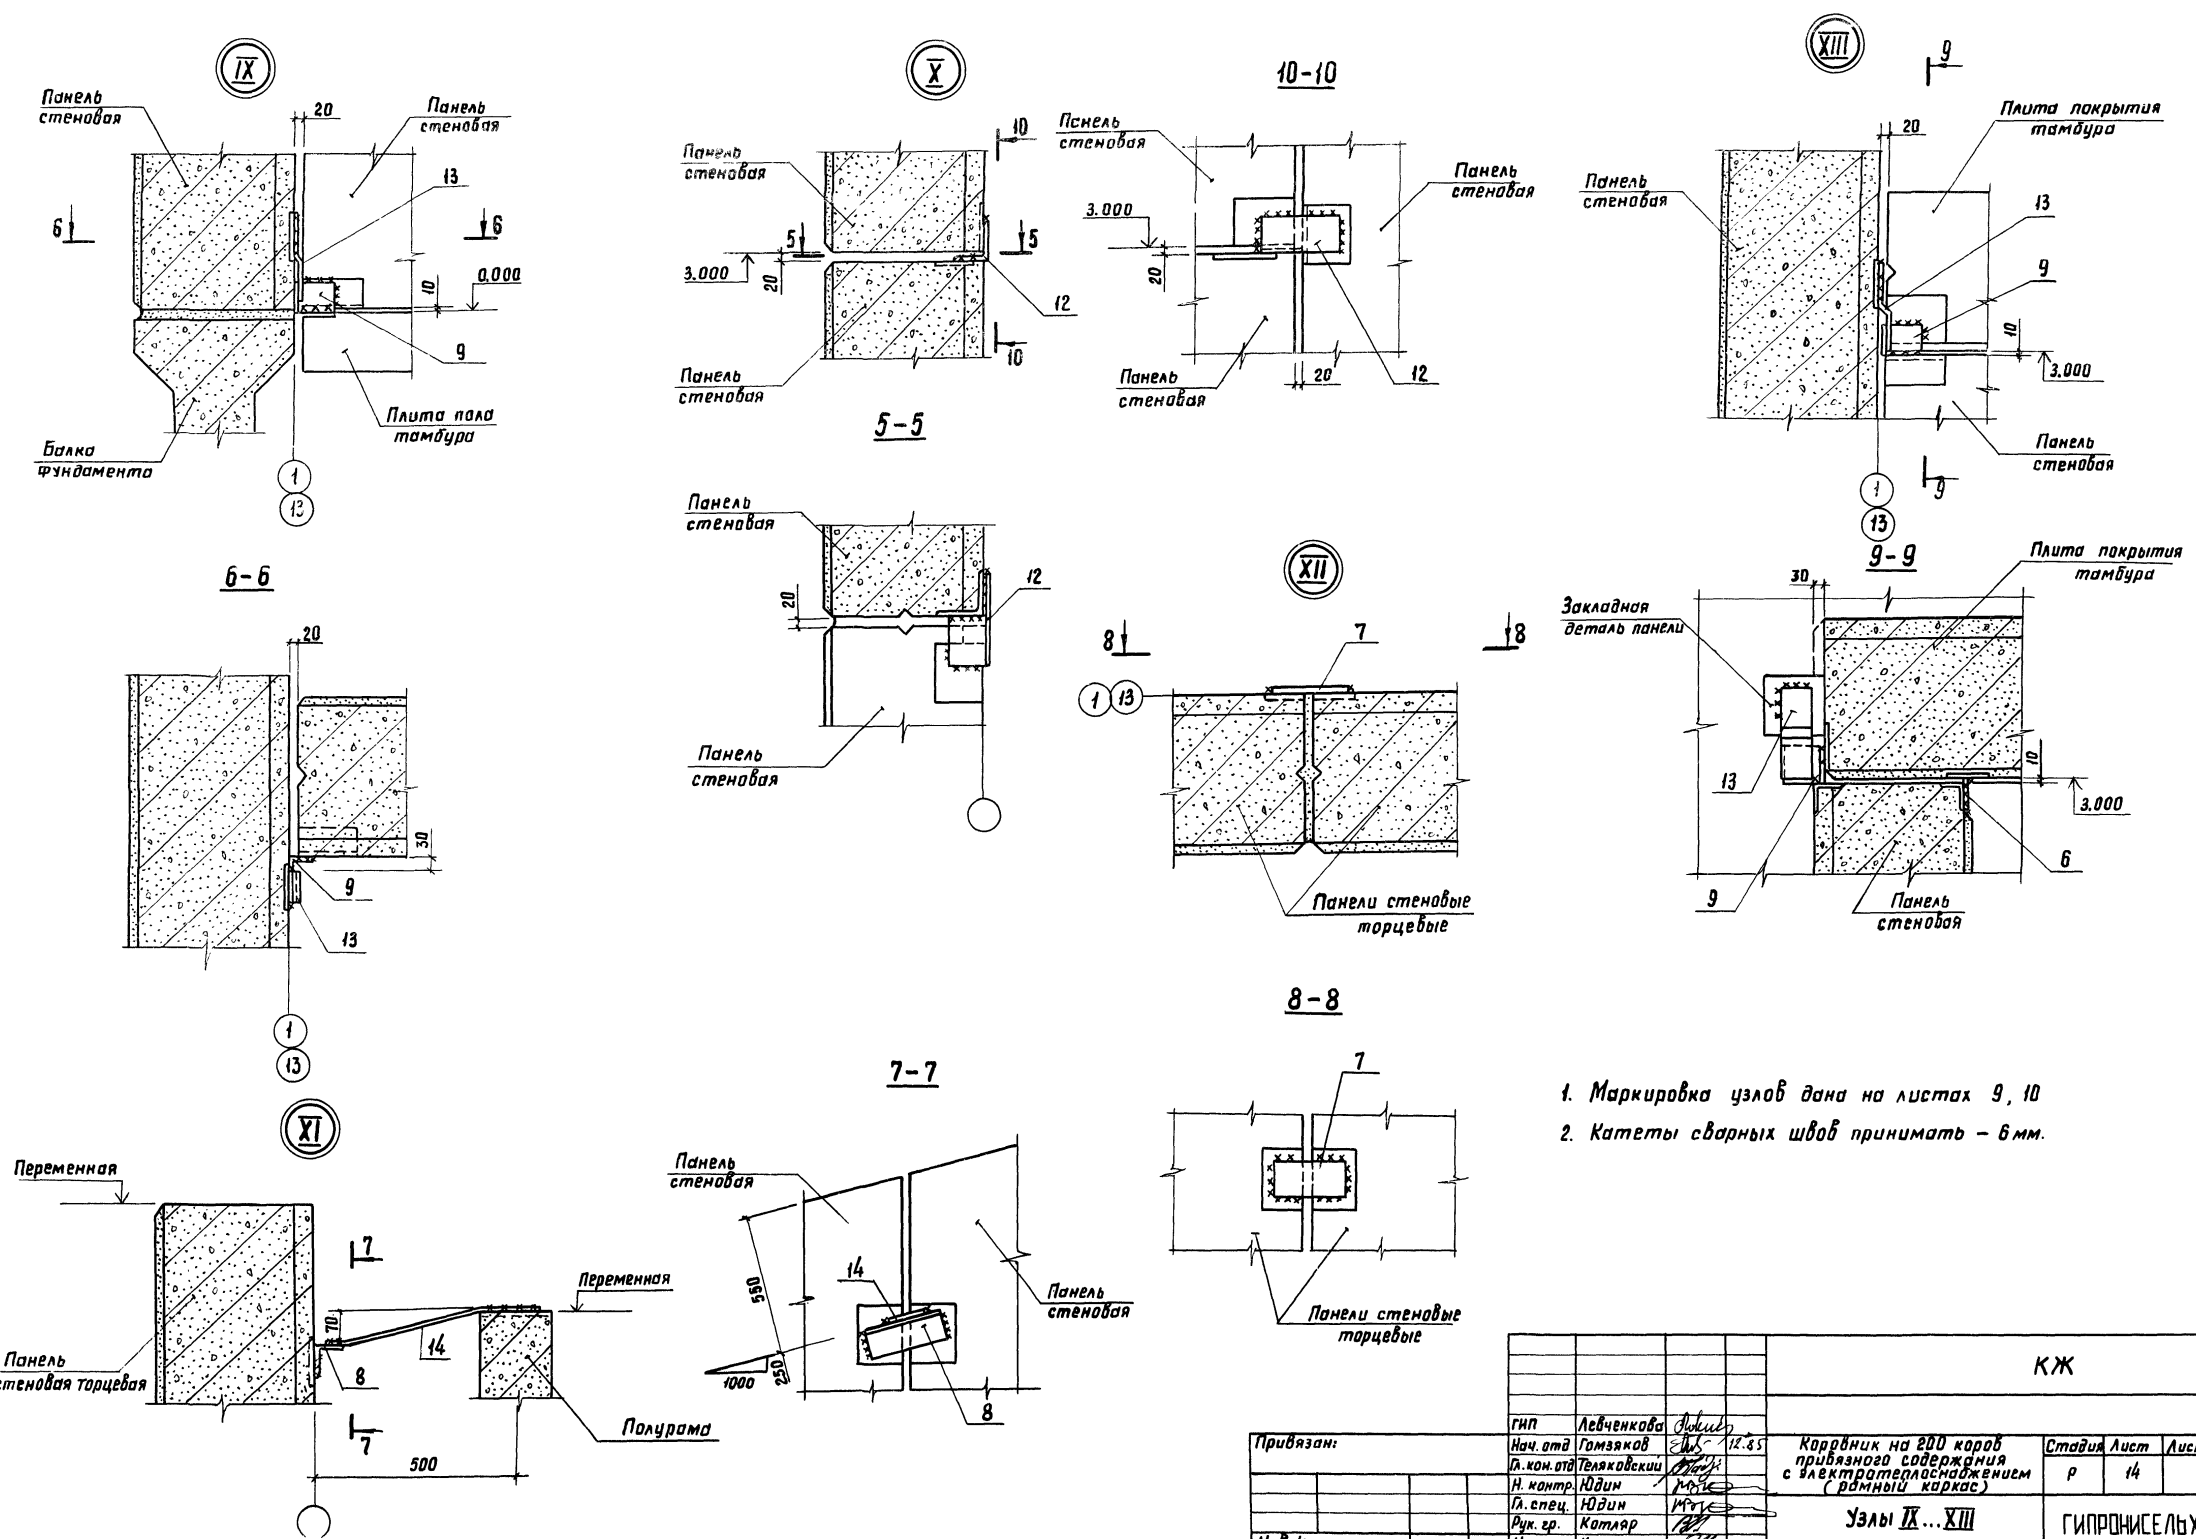 IX
Панель
стеновая
20
Панель
стеновая
13
6
6
10
0,000
9
Плита пола
тамбура
Балка
фундамента
1
13
X
10
Панель
стеновая
5
5
3.000
20
12
10
Панель
стеновая
10-10
Панель
стеновая
Панель
стеновая
3.000
20
20
12
Панель
стеновая
XIII
9
Плита покрытия
тамбура
20
Панель
стеновая
13
9
10
3.000
Панель
стеновая
9
1
13
6-6
20
30
9
13
1
13
5-5
Панель
стеновая
20
12
Панель
стеновая
XII
8
8
7
1
13
Панели стеновые
торцевые
9-9
Плита покрытия
тамбура
30
Закладная
деталь панели
13
10
3.000
6
9
Панель
стеновая
XI
Переменная
7
Переменная
70
14
8
Панель
стеновая торцевая
7
Полурама
500
7-7
Панель
стеновая
550
14
Панель
стеновая
1000
250
8
8-8
7
Панели стеновые
торцевые
1. Маркировка узлов дана на листах 9, 10
2. Катеты сварных швов принимать – 6 мм.
КЖ
Привязан:
ГИП Левченкова
Нач. отд Гомзяков 12.85
Гл. кон. отд Теляковский
Н. контр. Юдин
Гл. спец. Юдин
Рук. гр. Котляр
Коровник на 200 коров
привязного содержания
с электротеплоснабжением
(рамный каркас)
Стадия Лист
Р 14
Узлы IX...XIII
ГИПРОНИСЕЛЬХ